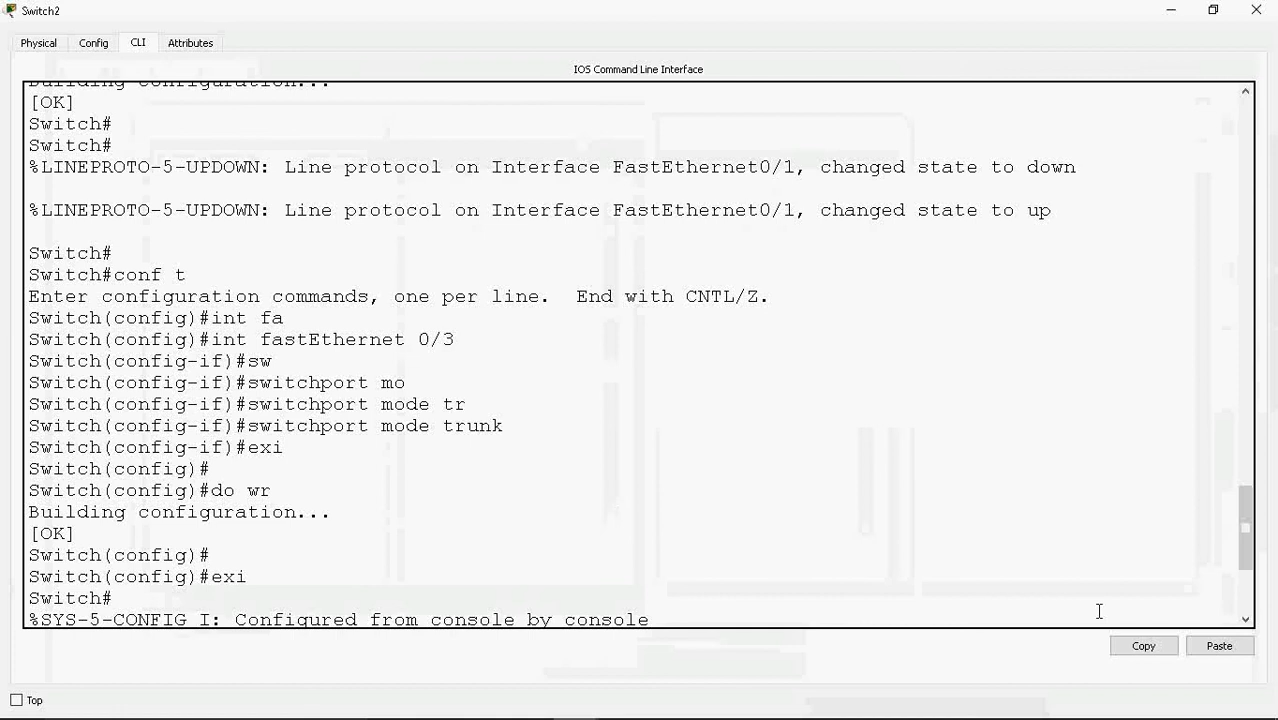 Switch2
Physical Config CLI Attributes
IOS Command Line Interface
Building configuration...
[OK]
Switch#
Switch#
%LINEPROTO-5-UPDOWN: Line protocol on Interface FastEthernet0/1, changed state to down
%LINEPROTO-5-UPDOWN: Line protocol on Interface FastEthernet0/1, changed state to up
Switch#
Switch#conf t
Enter configuration commands, one per line.  End with CNTL/Z.
Switch(config)#int fa
Switch(config)#int fastEthernet 0/3
Switch(config-if)#sw
Switch(config-if)#switchport mo
Switch(config-if)#switchport mode tr
Switch(config-if)#switchport mode trunk
Switch(config-if)#exi
Switch(config)#
Switch(config)#do wr
Building configuration...
[OK]
Switch(config)#
Switch(config)#exi
Switch#
%SYS-5-CONFIG_I: Configured from console by console
Copy Paste
Top